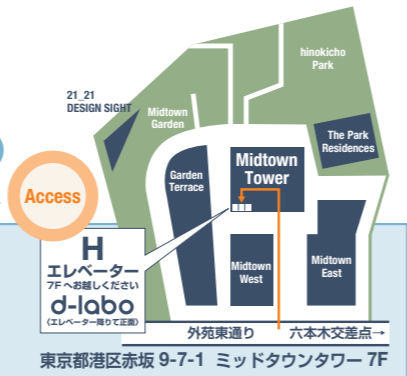 hinokicho
Park
21_21
DESIGN SIGHT
Midtown
Garden
The Park
Residences
Midtown
Tower
Garden
Terrace
Access
H
エレベーター
7Fへお越しください
d-labo
〈エレベーター降りて正面〉
Midtown
West
Midtown
East
外苑東通り 六本木交差点→
東京都港区赤坂 9-7-1 ミッドタウンタワー 7F